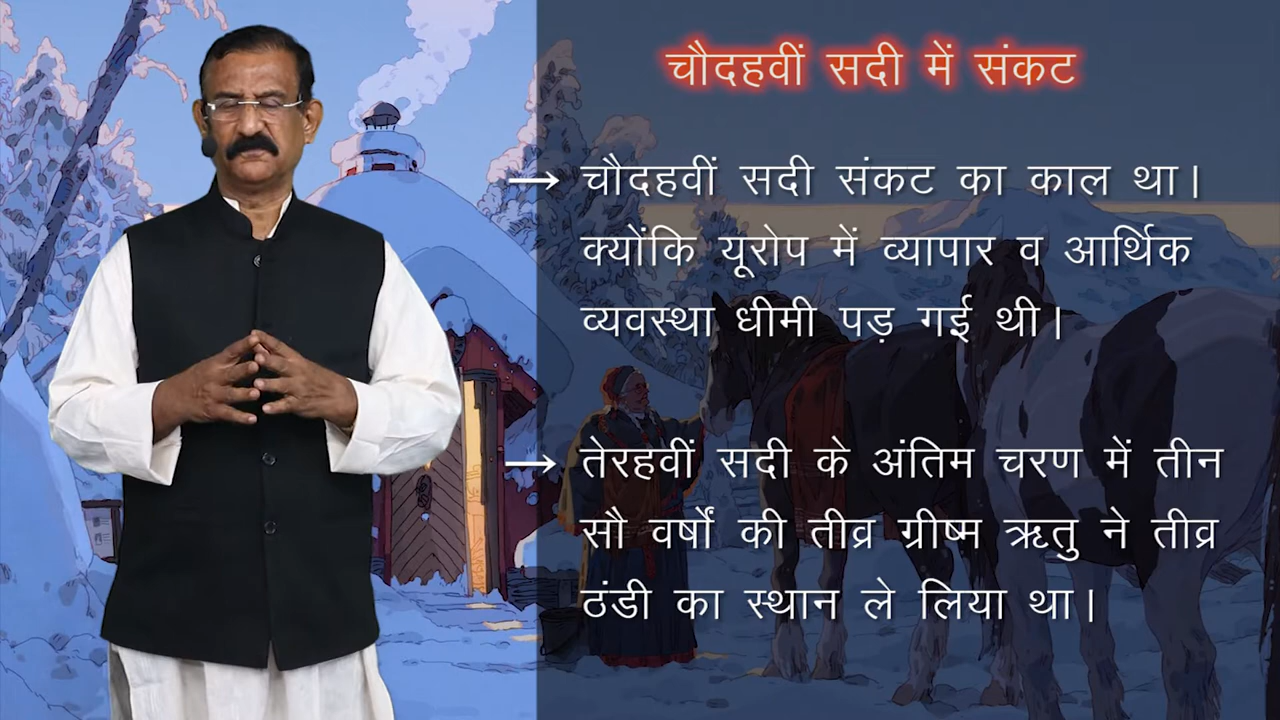 चौदहवीं सदी में संकट
→ चौदहवीं सदी संकट का काल था।
क्योंकि यूरोप में व्यापार व आर्थिक
व्यवस्था धीमी पड़ गई थी।
→ तेरहवीं सदी के अंतिम चरण में तीन
सौ वर्षों की तीव्र ग्रीष्म ऋतु ने तीव्र
ठंडी का स्थान ले लिया था।